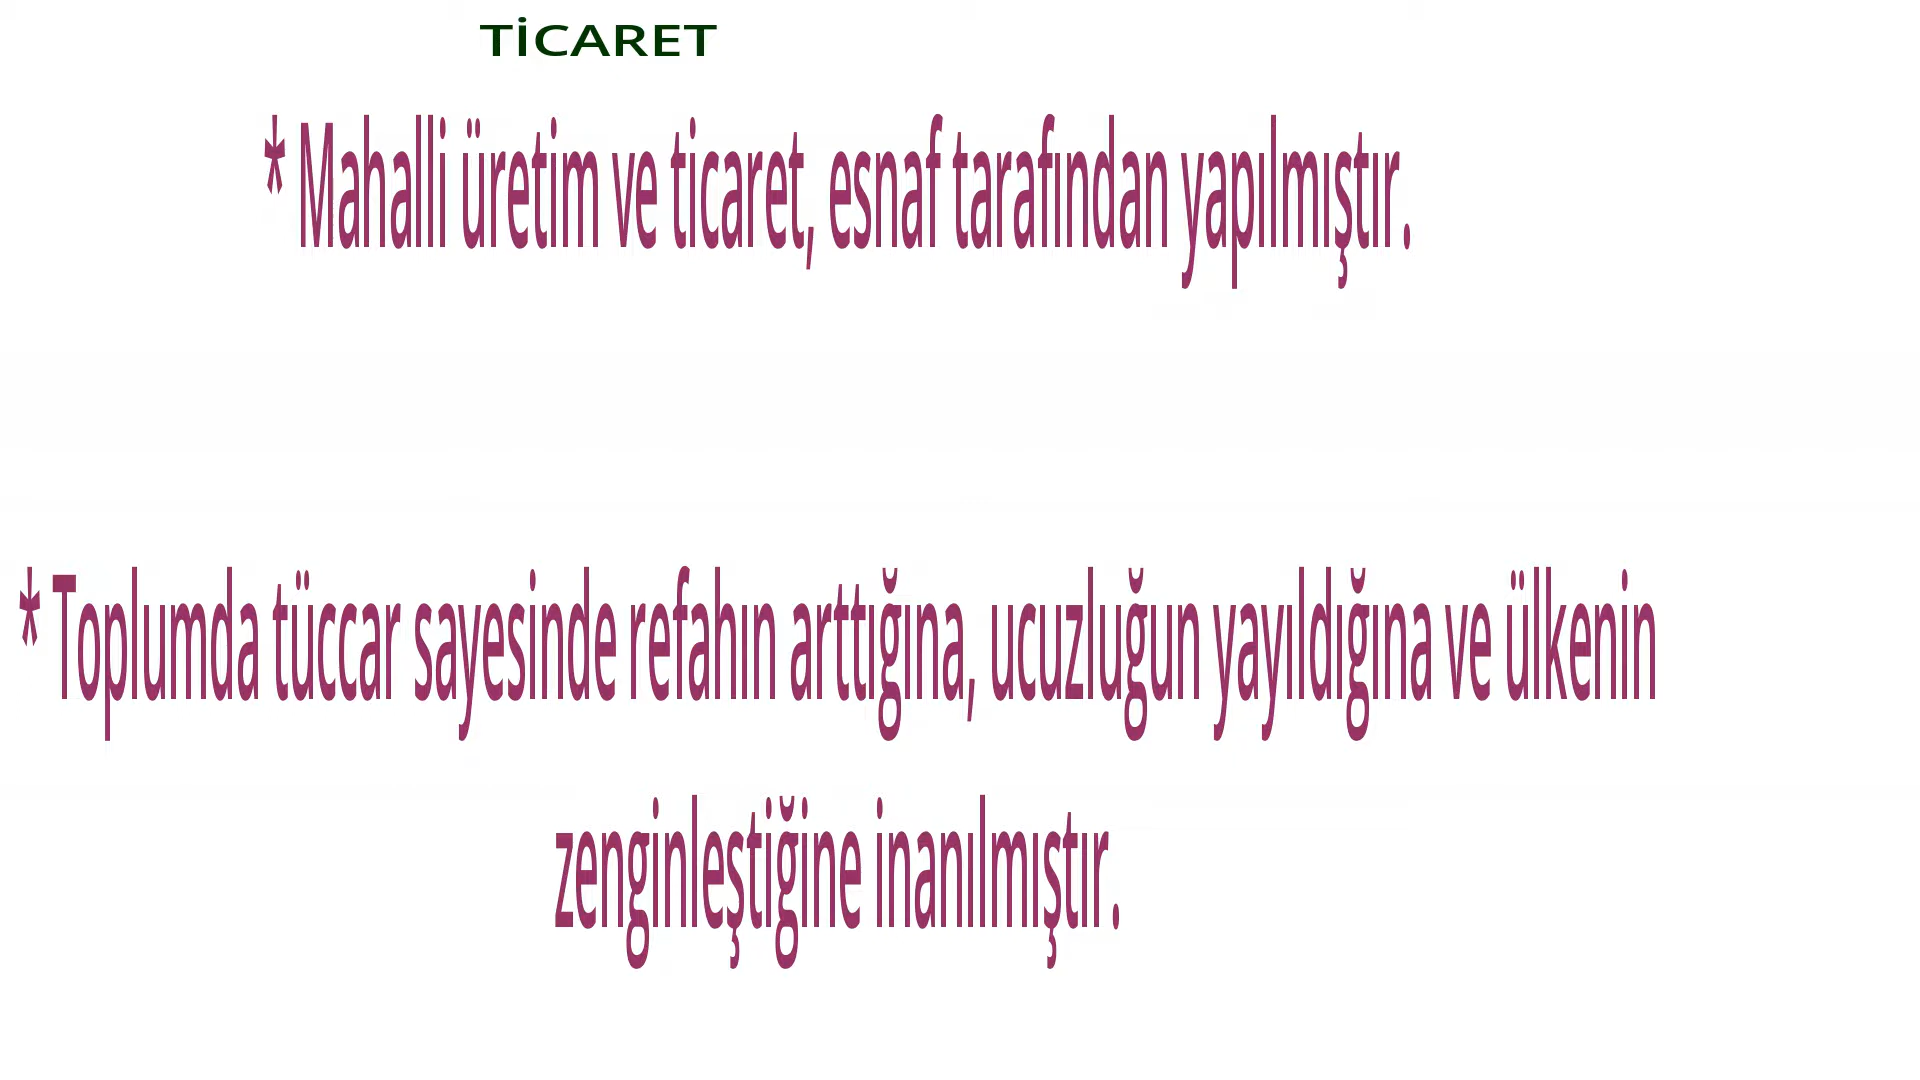 TİCARET
* Mahalli üretim ve ticaret, esnaf tarafından yapılmıştır.
* Toplumda tüccar sayesinde refahın arttığına, ucuzluğun yayıldığına ve ülkenin
zenginleştiğine inanılmıştır.